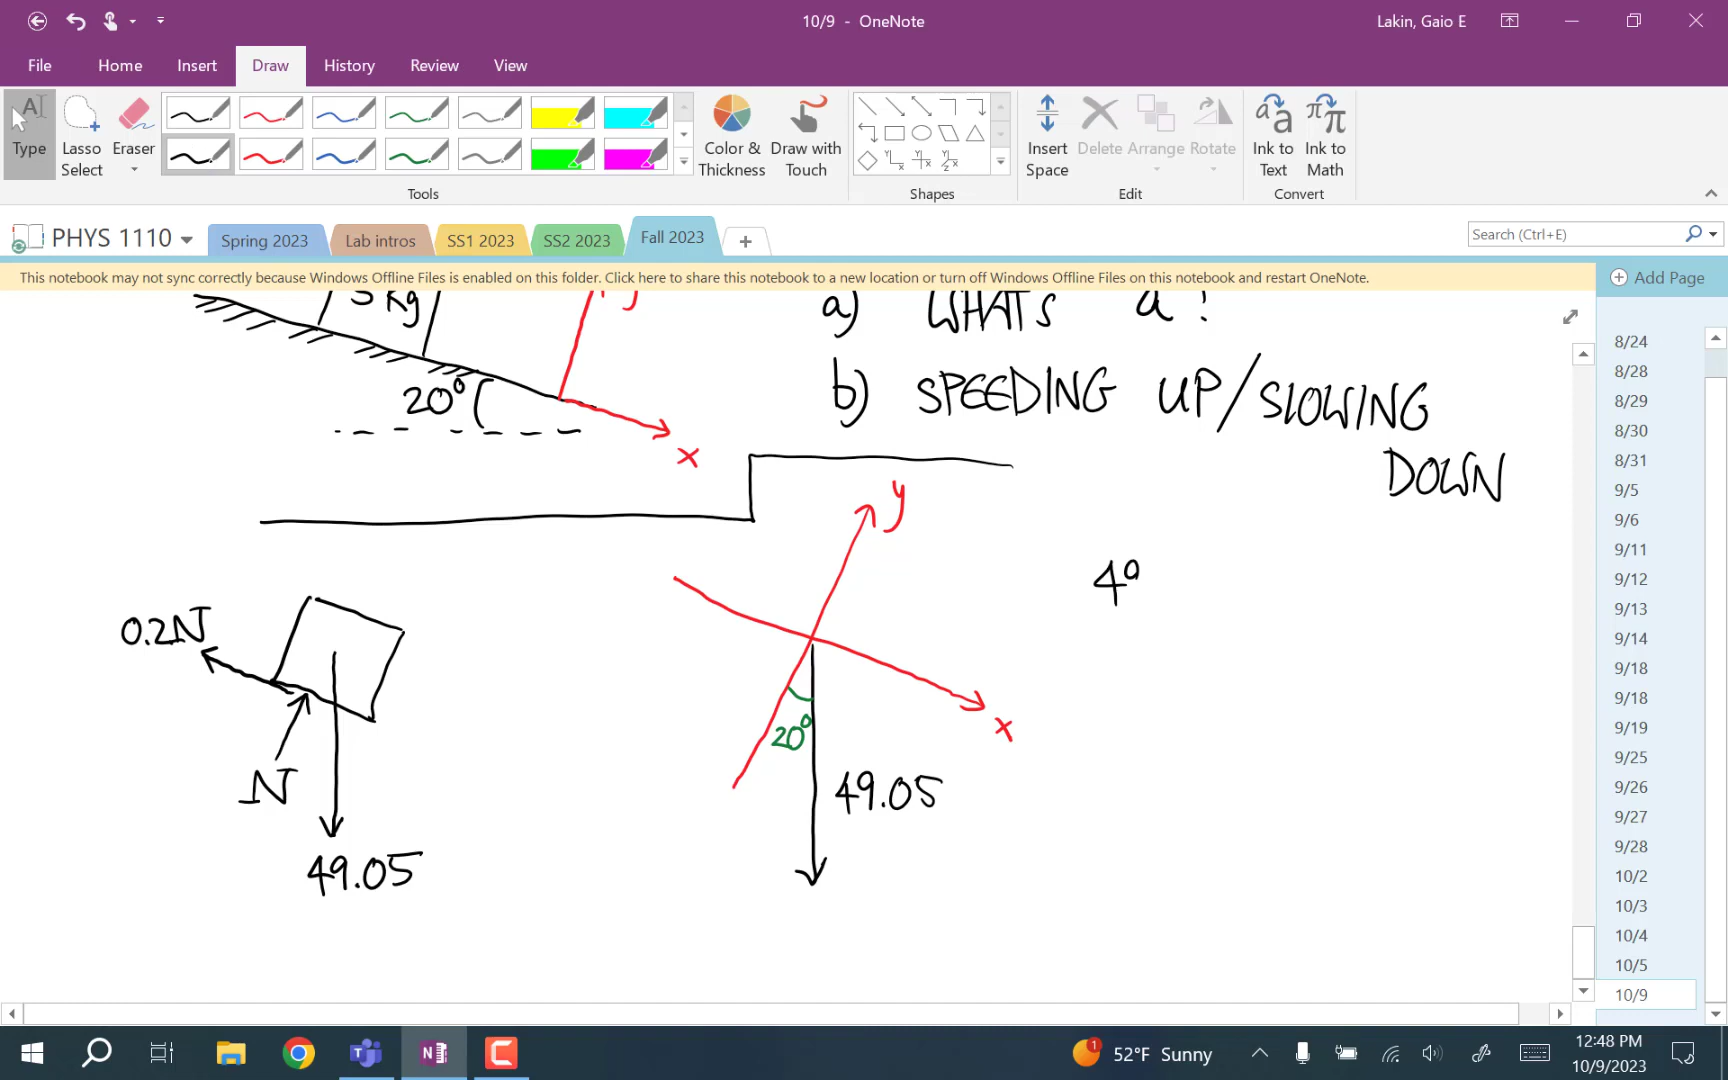 10/9 - OneNote
Lakin, Gaio E
File Home Insert Draw History Review View
Type
Lasso Select
Eraser
Color & Thickness
Draw with Touch
Insert Space
Delete
Arrange
Rotate
Ink to Text
Ink to Math
Tools
Shapes
Edit
Convert
PHYS 1110
Spring 2023
Lab intros
SS1 2023
SS2 2023
Fall 2023
Search (Ctrl+E)
This notebook may not sync correctly because Windows Offline Files is enabled on this folder. Click here to share this notebook to a new location or turn off Windows Offline Files on this notebook and restart OneNote.
Add Page
8/24
8/28
8/29
8/30
8/31
9/5
9/6
9/11
9/12
9/13
9/14
9/18
9/18
9/19
9/25
9/26
9/27
9/28
10/2
10/3
10/4
10/5
10/9
5 kg
y
a) WHATS a?
20°
b) SPEEDING UP/SLOWING
DOWN
x
y
0.2N
N
49.05
20°
x
49.05
52°F Sunny
12:48 PM
10/9/2023